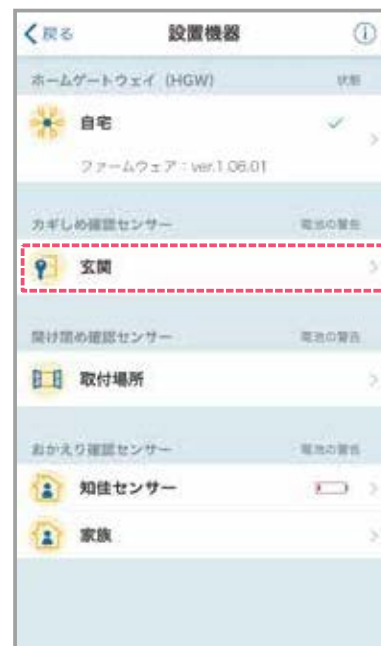 戻る 設置機器
ホームゲートウェイ (HGW) 状態
自宅
ファームウェア:ver.1.06.01
カギしめ確認センサー 電池の警告
玄関
開け閉め確認センサー 電池の警告
取付場所
おかえり確認センサー 電池の警告
知佳センサー
家族